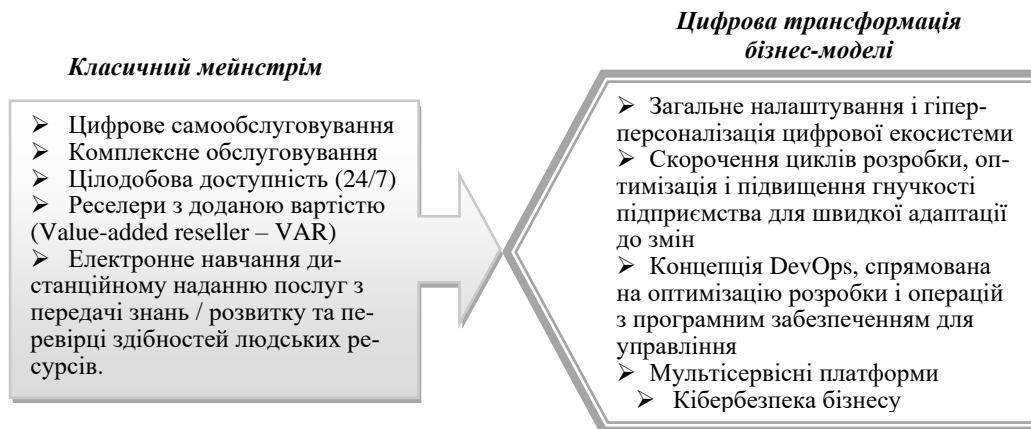 Класичний мейнстрім
➢ Цифрове самообслуговування
➢ Комплексне обслуговування
➢ Цілодобова доступність (24/7)
➢ Реселери з доданою вартістю
(Value-added reseller – VAR)
➢ Електронне навчання ди-
станційному наданню послуг з
передачі знань / розвитку та пе-
ревірці здібностей людських ре-
сурсів.
Цифрова трансформація
бізнес-моделі
➢ Загальне налаштування і гіпер-
персоналізація цифрової екосистеми
➢ Скорочення циклів розробки, оп-
тимізація і підвищення гнучкості
підприємства для швидкої адаптації
до змін
➢ Концепція DevOps, спрямована
на оптимізацію розробки і операцій
з програмним забезпеченням для
управління
➢ Мультісервісні платформи
➢ Кібербезпека бізнесу